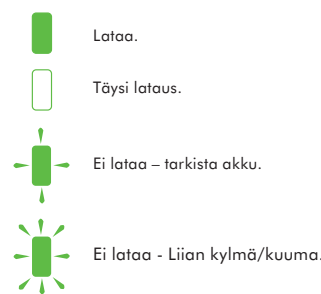 Lataa.
Täysi lataus.
Ei lataa – tarkista akku.
Ei lataa - Liian kylmä/kuuma.